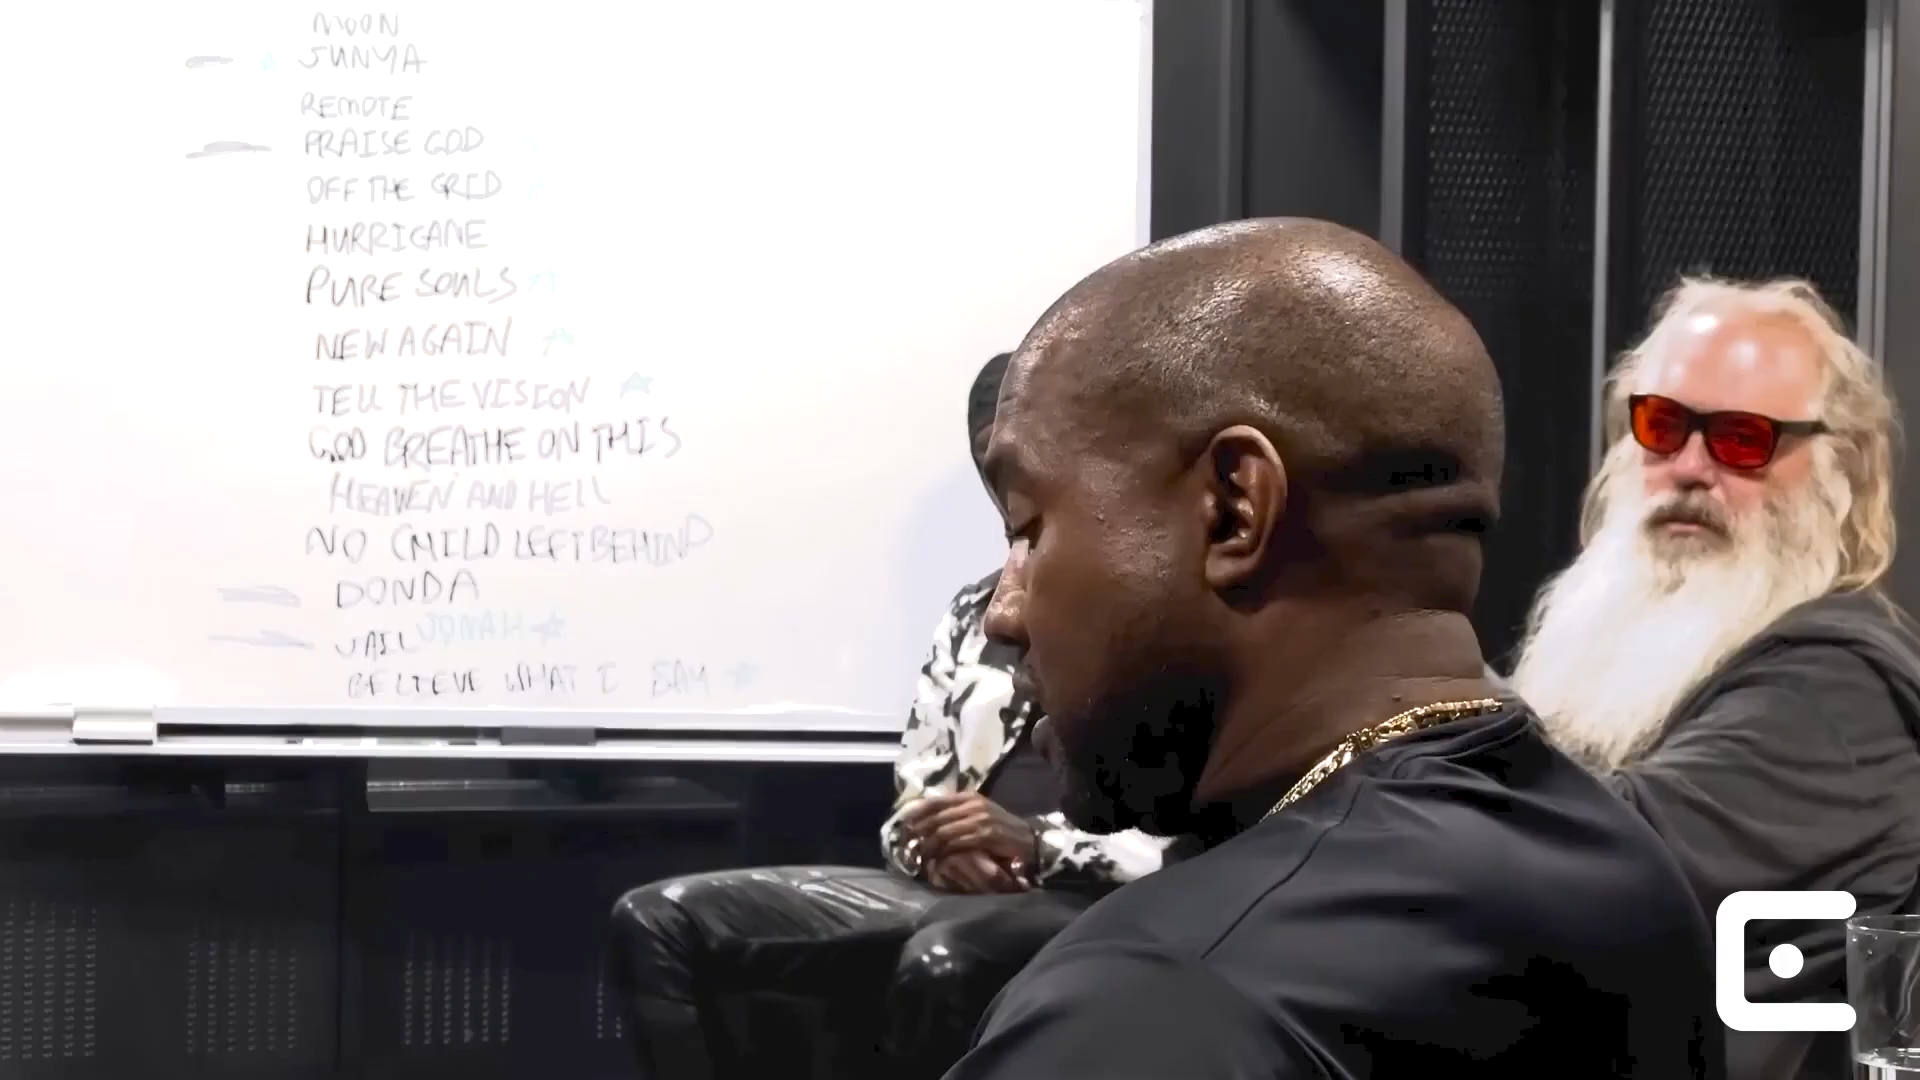 MOON
JUNYA
REMOTE
PRAISE GOD
OFF THE GRID
HURRICANE
PURE SOULS
NEW AGAIN
TELL THE VISION
GOD BREATHE ON THIS
HEAVEN AND HELL
NO CHILD LEFT BEHIND
DONDA
JAIL JONAH
BELIEVE WHAT I SAY